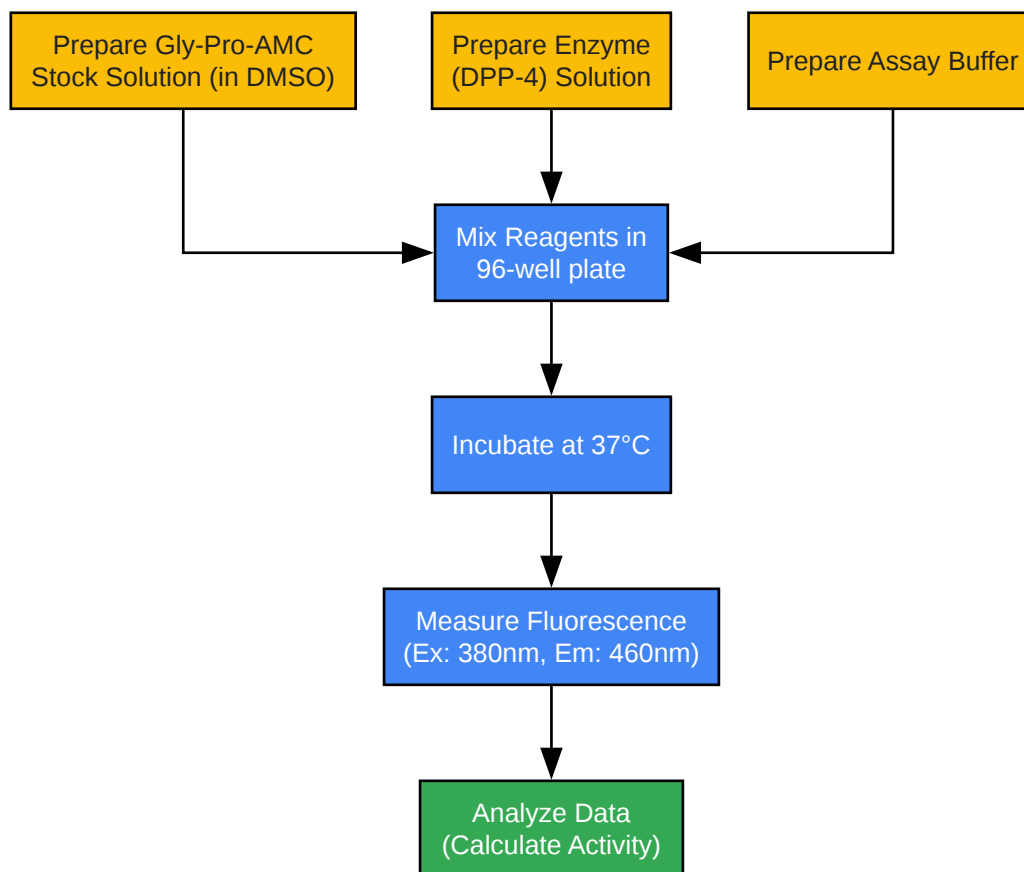 Prepare Gly-Pro-AMC
Stock Solution (in DMSO)
Prepare Enzyme
(DPP-4) Solution
Prepare Assay Buffer
Mix Reagents in
96-well plate
Incubate at 37°C
Measure Fluorescence
(Ex: 380nm, Em: 460nm)
Analyze Data
(Calculate Activity)